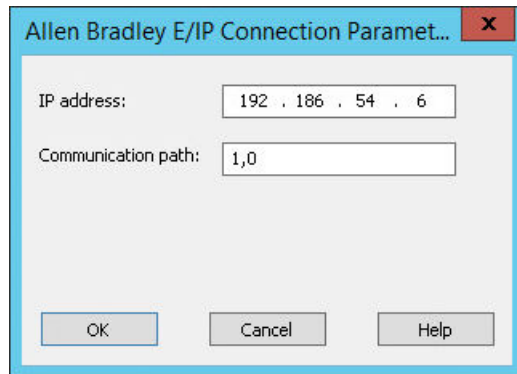 Allen Bradley E/IP Connection Paramet... x
IP address: 192 . 186 . 54 . 6
Communication path: 1,0
OK Cancel Help